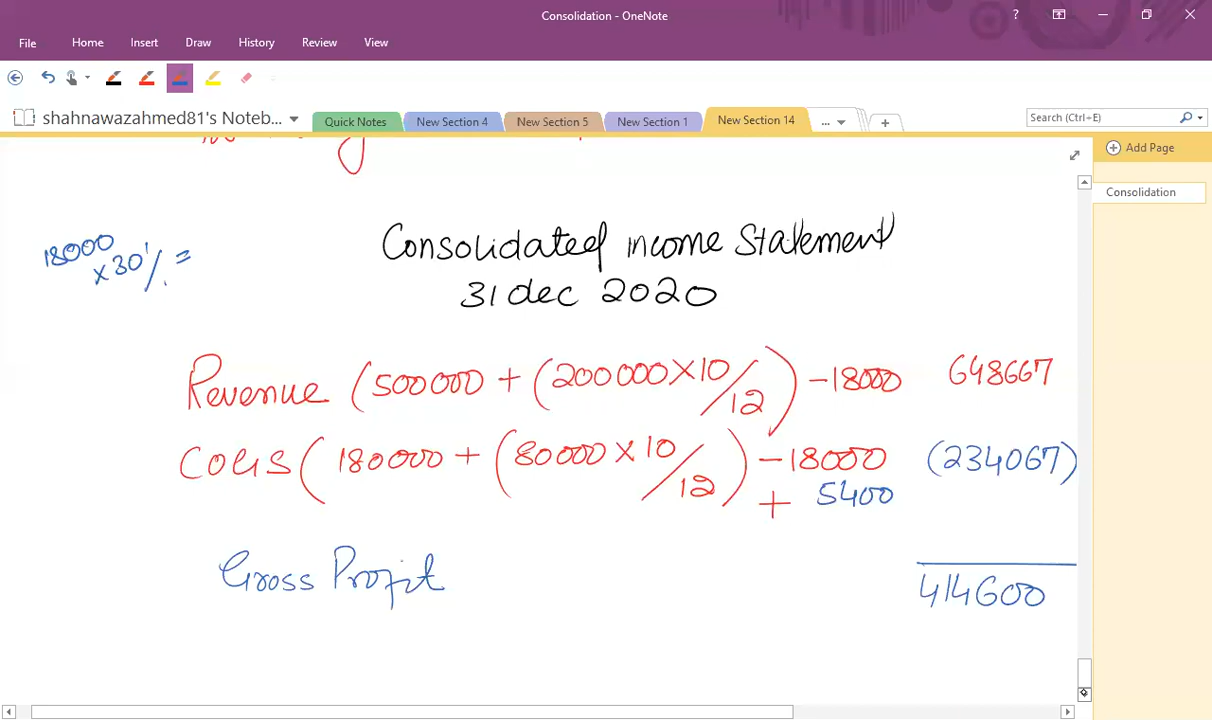 Consolidation - OneNote
?
File Home Insert Draw History Review View
shahnawazahmed81's Noteb...
Quick Notes
New Section 4
New Section 5
New Section 1
New Section 14
...
Search (Ctrl+E)
Add Page
Consolidation
18000
×30% =
Consolidated income Statement
31 dec 2020
Revenue (500000 + (200000×10/12) -18000 648667
COGS (180000 + (80000×10/12) -18000 (234067)
+ 5400
Gross Profit 414600